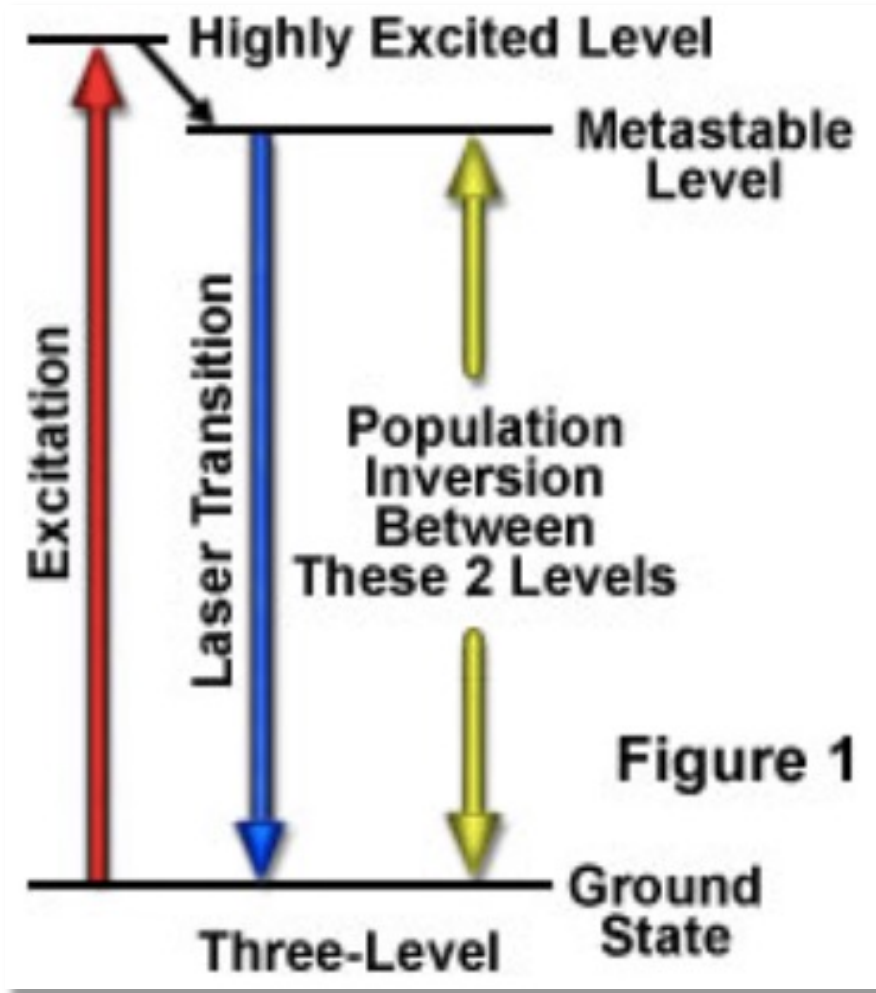 Highly Excited Level
Metastable
Level
Excitation
Laser Transition
Population
Inversion
Between
These 2 Levels
Figure 1
Ground
State
Three-Level